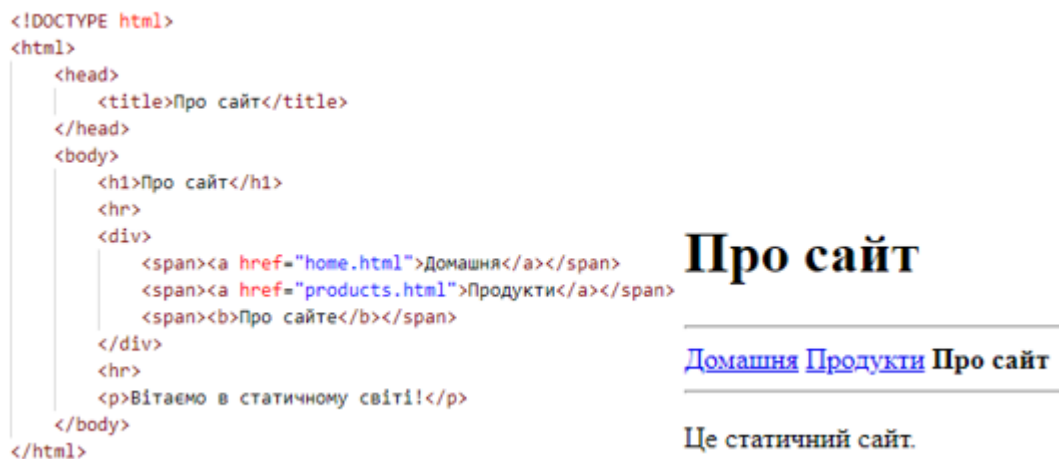 <!DOCTYPE html>
<html>
<head>
<title>Про сайт</title>
</head>
<body>
<h1>Про сайт</h1>
<hr>
<div>
<span><a href="home.html">Домашня</a></span>
<span><a href="products.html">Продукти</a></span>
<span><b>Про сайте</b></span>
</div>
<hr>
<p>Вітаємо в статичному світі!</p>
</body>
</html>
Про сайт
Домашня Продукти Про сайт
Це статичний сайт.